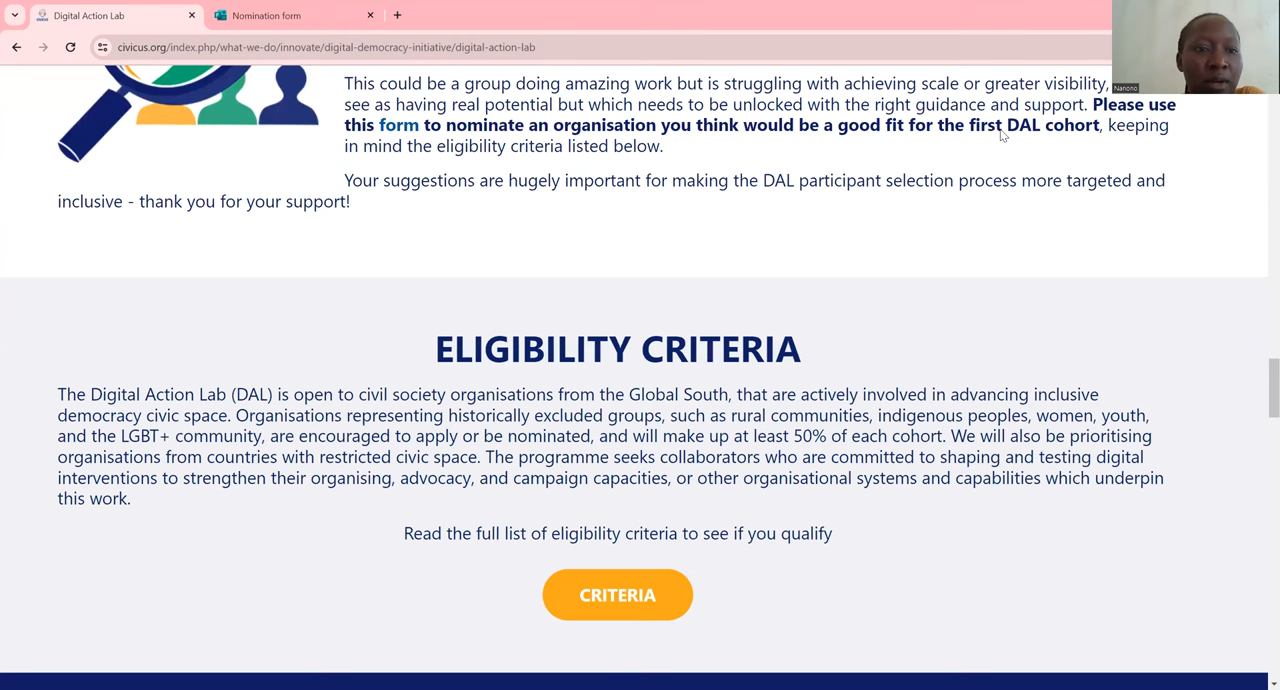 Digital Action Lab
Nomination form
civicus.org/index.php/what-we-do/innovate/digital-democracy-initiative/digital-action-lab
Nanono
This could be a group doing amazing work but is struggling with achieving scale or greater visibility,
see as having real potential but which needs to be unlocked with the right guidance and support. Please use
this form to nominate an organisation you think would be a good fit for the first DAL cohort, keeping
in mind the eligibility criteria listed below.
Your suggestions are hugely important for making the DAL participant selection process more targeted and
inclusive - thank you for your support!
ELIGIBILITY CRITERIA
The Digital Action Lab (DAL) is open to civil society organisations from the Global South, that are actively involved in advancing inclusive
democracy civic space. Organisations representing historically excluded groups, such as rural communities, indigenous peoples, women, youth,
and the LGBT+ community, are encouraged to apply or be nominated, and will make up at least 50% of each cohort. We will also be prioritising
organisations from countries with restricted civic space. The programme seeks collaborators who are committed to shaping and testing digital
interventions to strengthen their organising, advocacy, and campaign capacities, or other organisational systems and capabilities which underpin
this work.
Read the full list of eligibility criteria to see if you qualify
CRITERIA